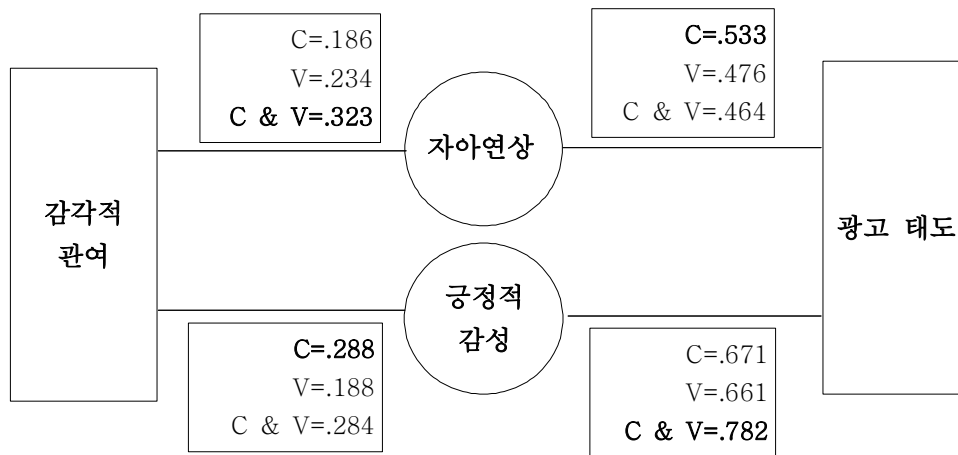 C=.186
V=.234
C & V=.323
C=.533
V=.476
C & V=.464
자아연상
감각적
관여
광고 태도
긍정적
감성
C=.288
V=.188
C & V=.284
C=.671
V=.661
C & V=.782